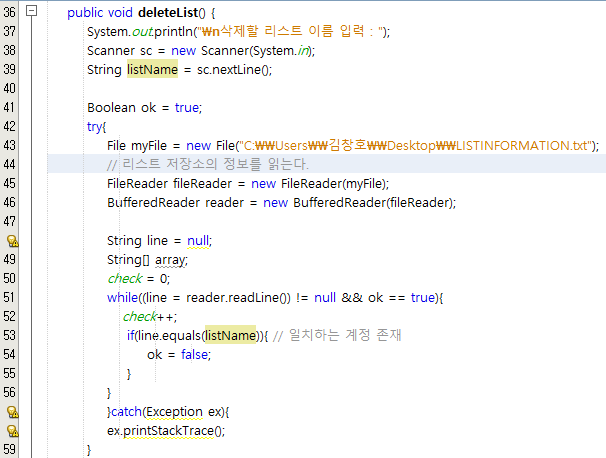 36 public void deleteList() {
37 System.out.println("₩n삭제할 리스트 이름 입력 : ");
38 Scanner sc = new Scanner(System.in);
39 String listName = sc.nextLine();
40
41 Boolean ok = true;
42 try{
43 File myFile = new File("C:₩₩Users₩₩김창호₩₩Desktop₩₩LISTINFORMATION.txt");
44 // 리스트 저장소의 정보를 읽는다.
45 FileReader fileReader = new FileReader(myFile);
46 BufferedReader reader = new BufferedReader(fileReader);
47
String line = null;
49 String[] array;
50 check = 0;
51 while((line = reader.readLine()) != null && ok == true){
52 check++;
53 if(line.equals(listName)){ // 일치하는 계정 존재
54 ok = false;
55 }
56 }
}catch(Exception ex){
ex.printStackTrace();
59 }